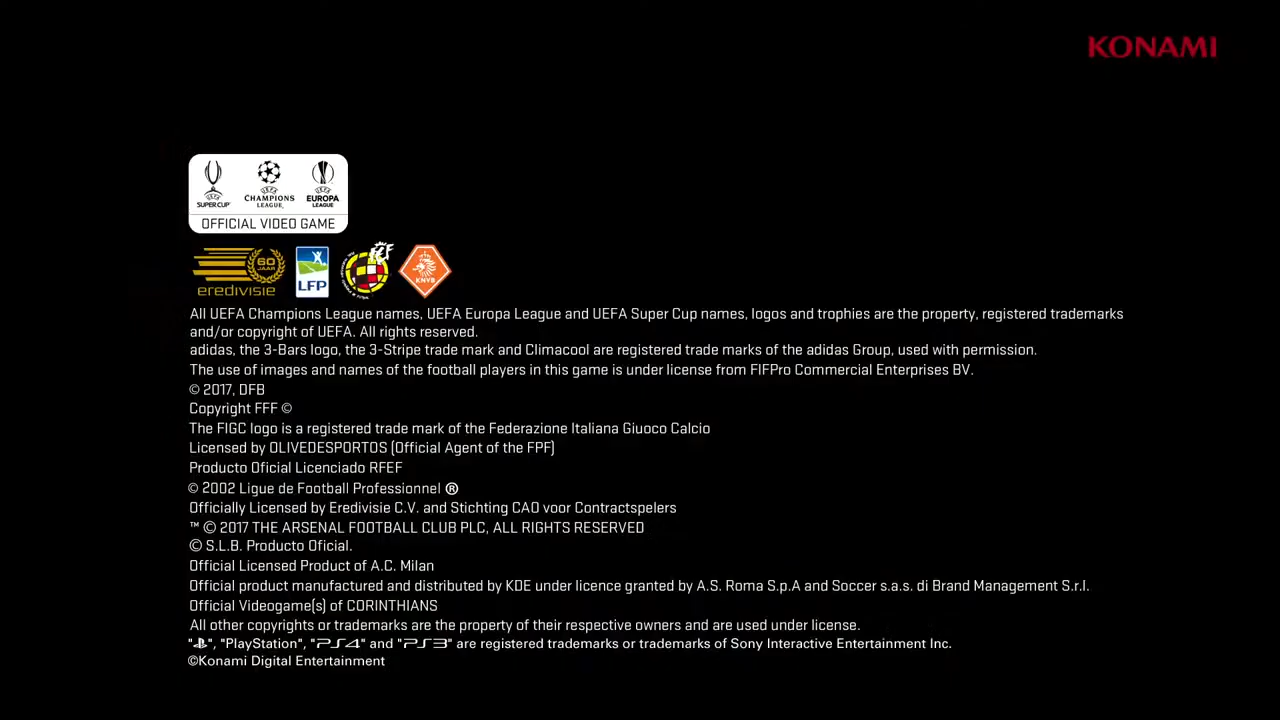 KONAMI
UEFA SUPER CUP
UEFA CHAMPIONS LEAGUE
UEFA EUROPA LEAGUE
OFFICIAL VIDEO GAME
60 JAAR
eredivisie
LFP
KNVB
All UEFA Champions League names, UEFA Europa League and UEFA Super Cup names, logos and trophies are the property, registered trademarks
and/or copyright of UEFA. All rights reserved.
adidas, the 3-Bars logo, the 3-Stripe trade mark and Climacool are registered trade marks of the adidas Group, used with permission.
The use of images and names of the football players in this game is under license from FIFPro Commercial Enterprises BV.
© 2017, DFB
Copyright FFF ©
The FIGC logo is a registered trade mark of the Federazione Italiana Giuoco Calcio
Licensed by OLIVEDESPORTOS (Official Agent of the FPF)
Producto Oficial Licenciado RFEF
© 2002 Ligue de Football Professionnel ®
Officially Licensed by Eredivisie C.V. and Stichting CAO voor Contractspelers
™ © 2017 THE ARSENAL FOOTBALL CLUB PLC, ALL RIGHTS RESERVED
© S.L.B. Producto Oficial.
Official Licensed Product of A.C. Milan
Official product manufactured and distributed by KDE under licence granted by A.S. Roma S.p.A and Soccer s.a.s. di Brand Management S.r.l.
Official Videogame(s) of CORINTHIANS
All other copyrights or trademarks are the property of their respective owners and are used under license.
"", "PlayStation", "PS4" and "PS3" are registered trademarks or trademarks of Sony Interactive Entertainment Inc.
©Konami Digital Entertainment